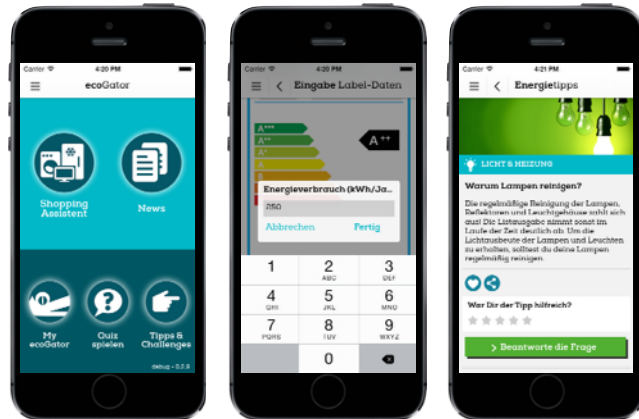 Carrier 4:20 PM
ecoGator
Shopping
Assistent
News
My
ecoGator
Quiz
spielen
Tipps &
Challenges
debug - 0.2.9
Carrier 4:20 PM
Eingabe Label-Daten
A+++
A++
A+
A
B
A++
Energieverbrauch (kWh/Ja...
250
Abbrechen Fertig
1 2 3
ABC DEF
4 5 6
GHI JKL MNO
7 8 9
PQRS TUV WXYZ
0
Carrier 4:21 PM
Energietipps
LICHT & HEIZUNG
Warum Lampen reinigen?
Die regelmäßige Reinigung der Lampen,
Reflektoren und Leuchtgehäuse zahlt sich
aus! Die Lichtausgabe nimmt sonst im
Laufe der Zeit deutlich ab. Um die
Lichtausbeute der Lampen und Leuchten
zu erhalten, solltest du deine Lampen
regelmäßig reinigen.
War Dir der Tipp hilfreich?
> Beantworte die Frage